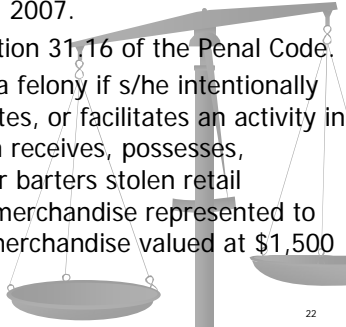 2007.
tion 31.16 of the Penal Code.
a felony if s/he intentionally
tes, or facilitates an activity in
receives, possesses,
r barters stolen retail
merchandise represented to
merchandise valued at $1,500
22